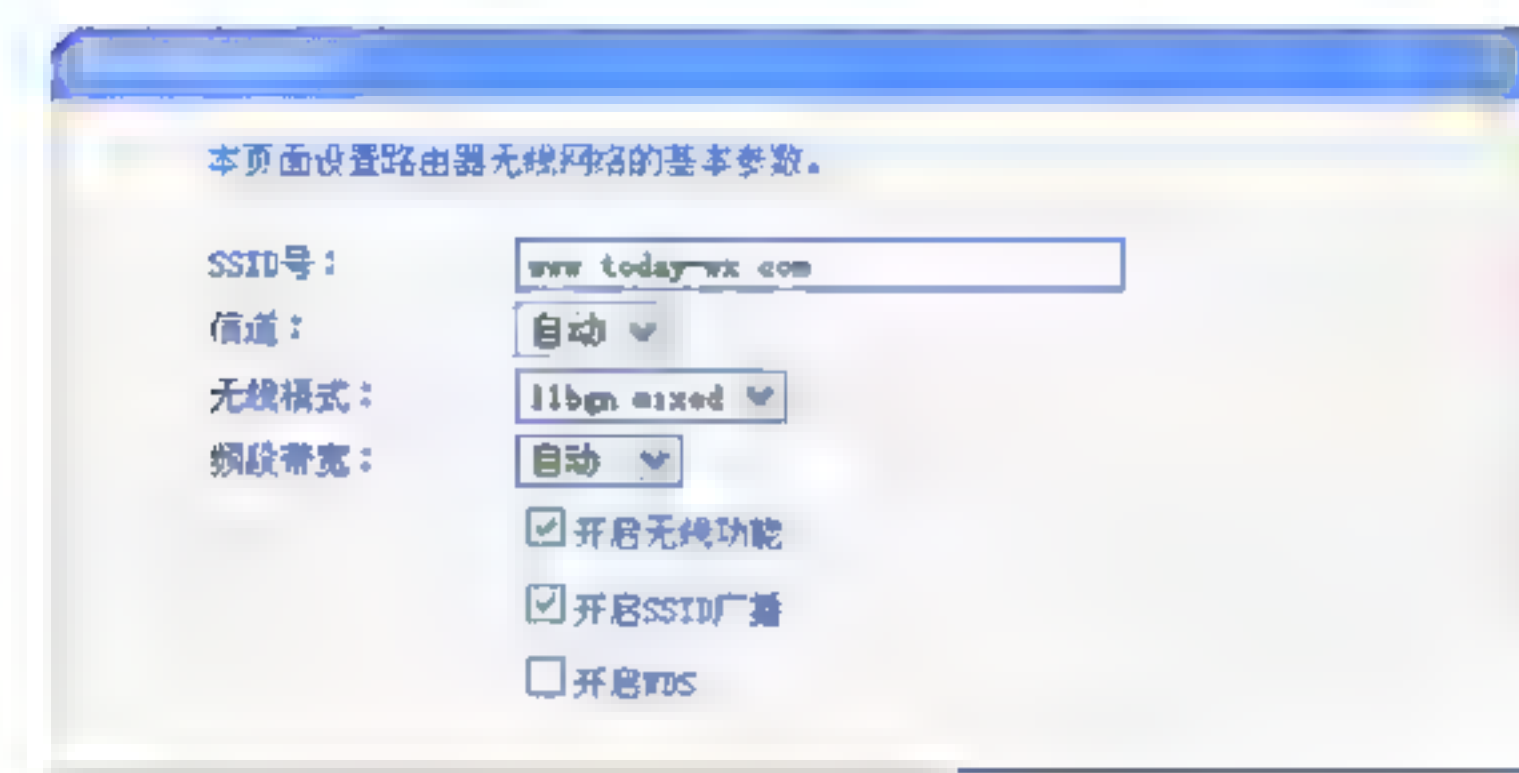 本页面设置路由器无线网络的基本参数。
SSID号： www today-wx com
信道： 自动
无线模式： 11bgn mixed
频段带宽： 自动
开启无线功能
开启SSID广播
开启WDS